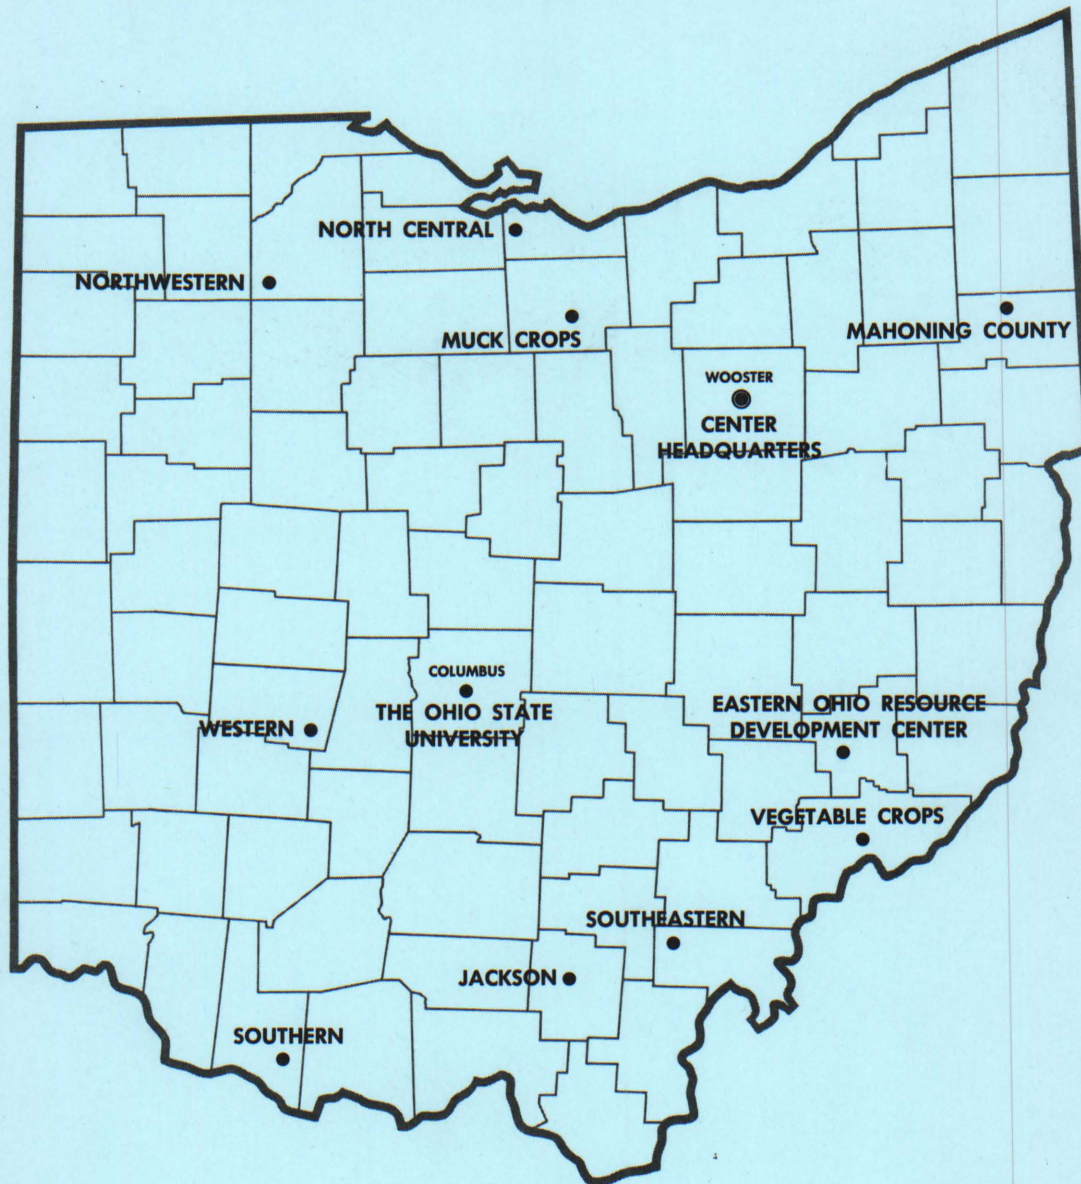 NORTH CENTRAL
NORTHWESTERN
MUCK CROPS
MAHONING COUNTY
WOOSTER
CENTER
HEADQUARTERS
COLUMBUS
THE OHIO STATE
UNIVERSITY
WESTERN
EASTERN OHIO RESOURCE
DEVELOPMENT CENTER
VEGETABLE CROPS
SOUTHEASTERN
JACKSON
SOUTHERN